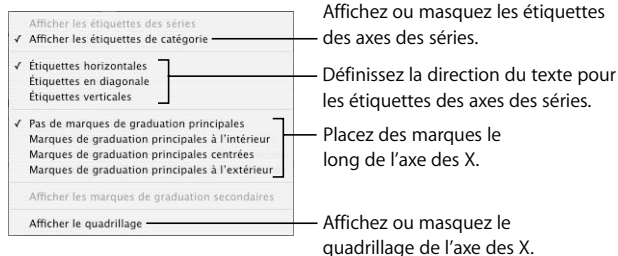 Afficher les étiquettes des séries
✓ Afficher les étiquettes de catégorie
✓ Étiquettes horizontales
Étiquettes en diagonale
Étiquettes verticales
✓ Pas de marques de graduation principales
Marques de graduation principales à l'intérieur
Marques de graduation principales centrées
Marques de graduation principales à l'extérieur
Afficher les marques de graduation secondaires
Afficher le quadrillage
Affichez ou masquez les étiquettes
des axes des séries.
Définissez la direction du texte pour
les étiquettes des axes des séries.
Placez des marques le
long de l'axe des X.
Affichez ou masquez le
quadrillage de l'axe des X.